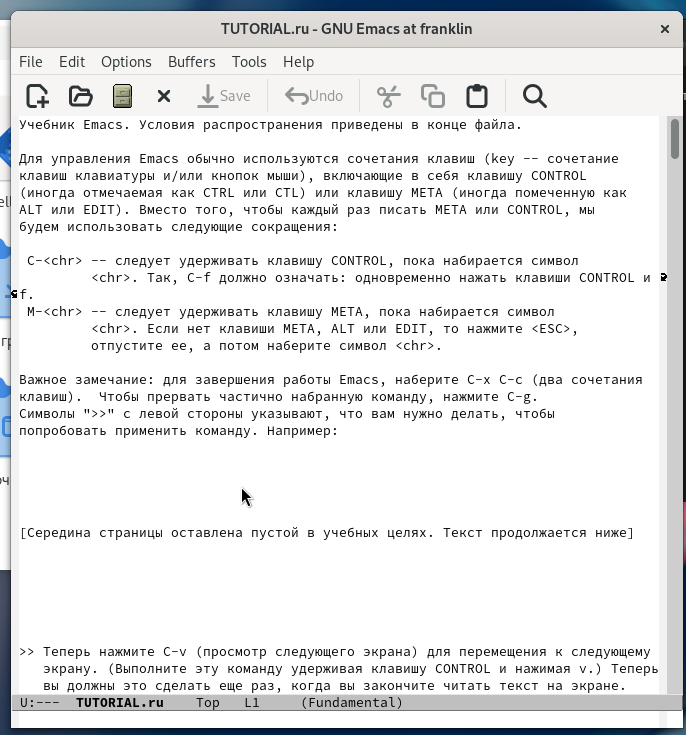 TUTORIAL.ru - GNU Emacs at franklin
File Edit Options Buffers Tools Help
Save Undo
Учебник Emacs. Условия распространения приведены в конце файла.
Для управления Emacs обычно используются сочетания клавиш (key -- сочетание
клавиш клавиатуры и/или кнопок мыши), включающие в себя клавишу CONTROL
(иногда отмечаемая как CTRL или CTL) или клавишу META (иногда помеченную как
ALT или EDIT). Вместо того, чтобы каждый раз писать META или CONTROL, мы
будем использовать следующие сокращения:
C-<chr> -- следует удерживать клавишу CONTROL, пока набирается символ
<chr>. Так, C-f должно означать: одновременно нажать клавиши CONTROL и
f.
M-<chr> -- следует удерживать клавишу META, пока набирается символ
<chr>. Если нет клавиши META, ALT или EDIT, то нажмите <ESC>,
отпустите ее, а потом наберите символ <chr>.
Важное замечание: для завершения работы Emacs, наберите C-x C-c (два сочетания
клавиш).  Чтобы прервать частично набранную команду, нажмите C-g.
Символы ">>" с левой стороны указывают, что вам нужно делать, чтобы
попробовать применить команду. Например:
[Середина страницы оставлена пустой в учебных целях. Текст продолжается ниже]
>> Теперь нажмите C-v (просмотр следующего экрана) для перемещения к следующему
экрану. (Выполните эту команду удерживая клавишу CONTROL и нажимая v.) Теперь
вы должны это сделать еще раз, когда вы закончите читать текст на экране.
U:--- TUTORIAL.ru Top L1 (Fundamental)